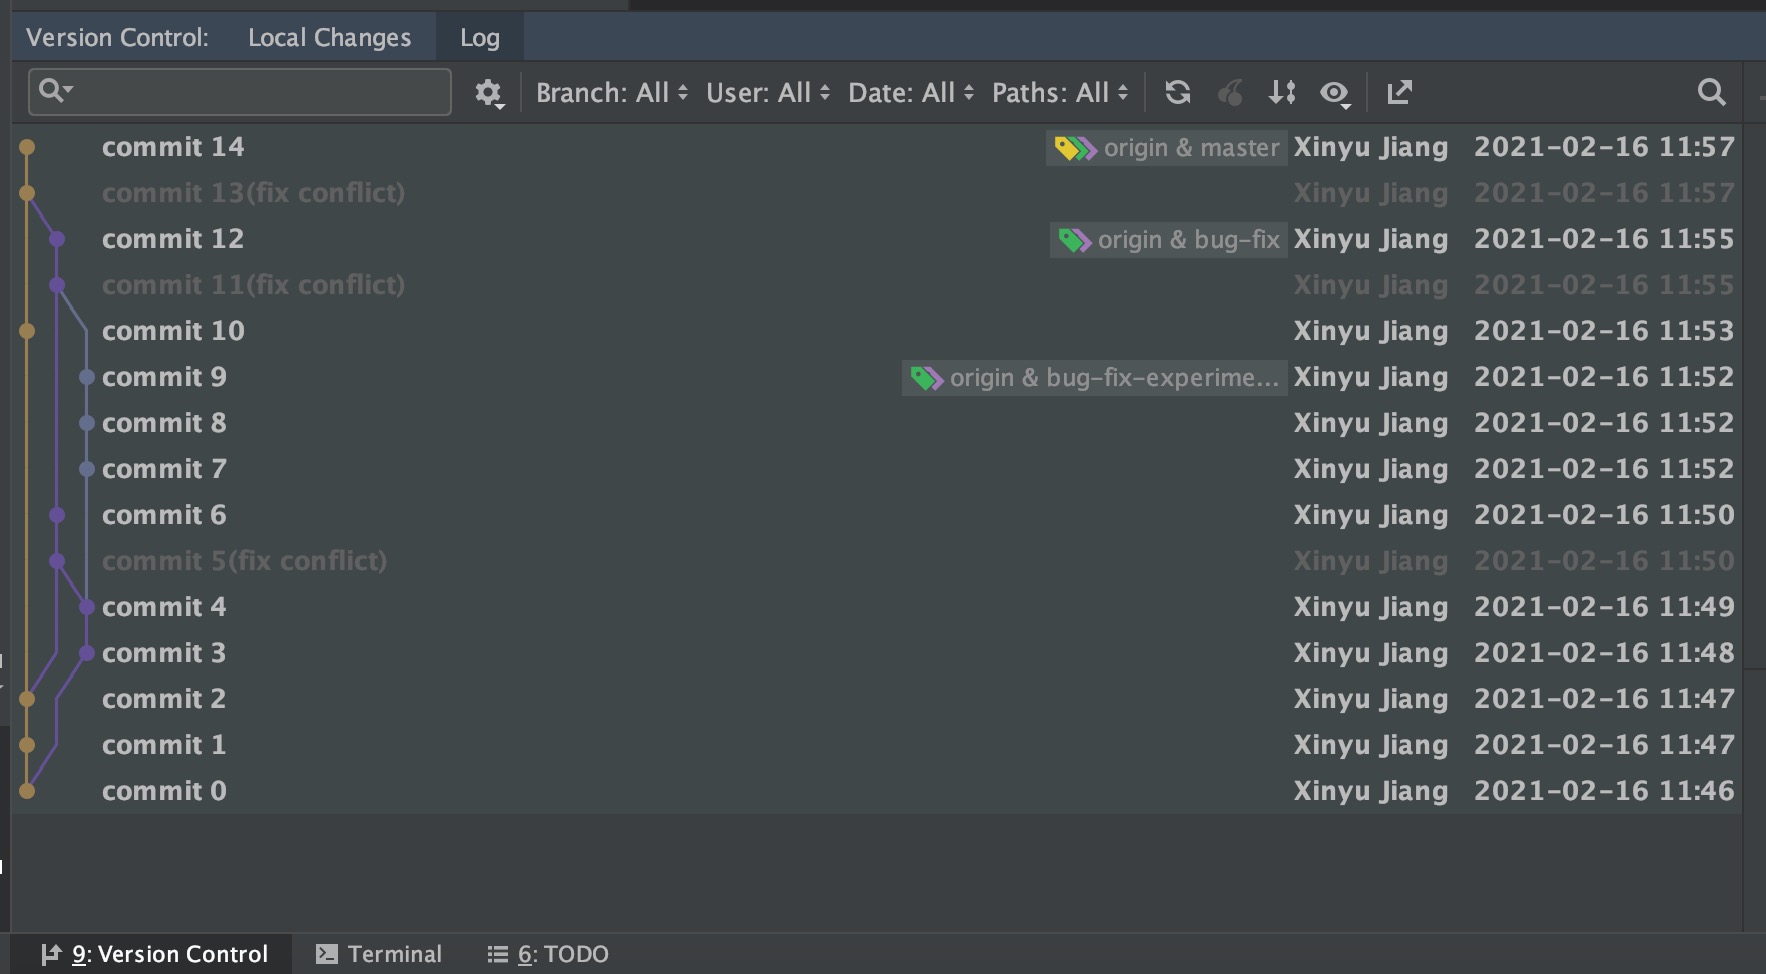 Version Control: Local Changes Log
Branch: All User: All Date: All Paths: All
commit 14 origin & master Xinyu Jiang 2021-02-16 11:57
commit 13(fix conflict) Xinyu Jiang 2021-02-16 11:57
commit 12 origin & bug-fix Xinyu Jiang 2021-02-16 11:55
commit 11(fix conflict) Xinyu Jiang 2021-02-16 11:55
commit 10 Xinyu Jiang 2021-02-16 11:53
commit 9 origin & bug-fix-experime... Xinyu Jiang 2021-02-16 11:52
commit 8 Xinyu Jiang 2021-02-16 11:52
commit 7 Xinyu Jiang 2021-02-16 11:52
commit 6 Xinyu Jiang 2021-02-16 11:50
commit 5(fix conflict) Xinyu Jiang 2021-02-16 11:50
commit 4 Xinyu Jiang 2021-02-16 11:49
commit 3 Xinyu Jiang 2021-02-16 11:48
commit 2 Xinyu Jiang 2021-02-16 11:47
commit 1 Xinyu Jiang 2021-02-16 11:47
commit 0 Xinyu Jiang 2021-02-16 11:46
9: Version Control Terminal 6: TODO